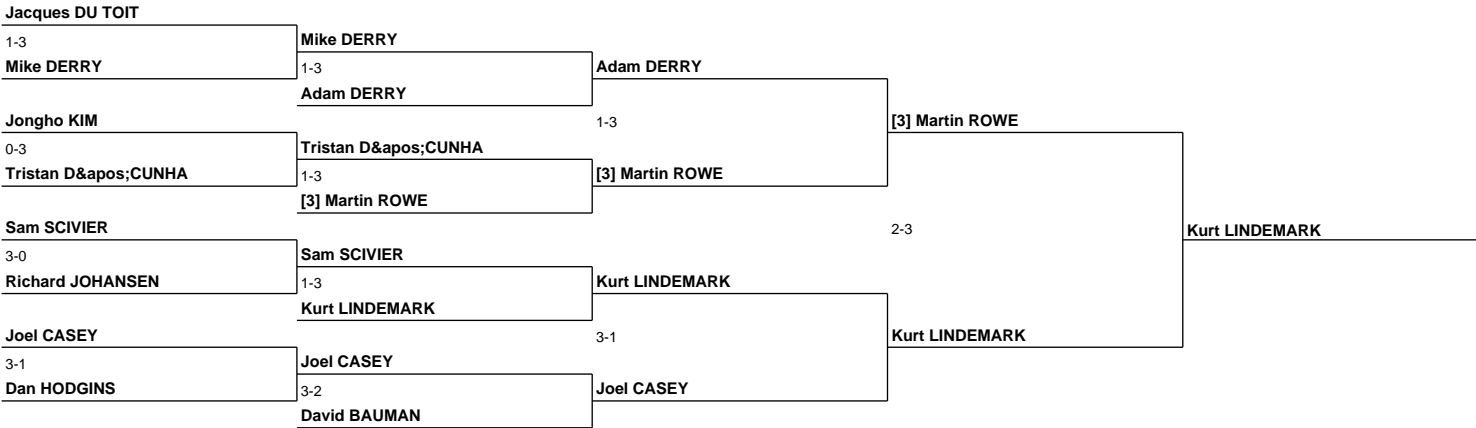 Jacques DU TOIT
1-3
Mike DERRY
Mike DERRY
1-3
Adam DERRY
Adam DERRY
Jongho KIM
1-3
[3] Martin ROWE
0-3
Tristan D&apos;CUNHA
Tristan D&apos;CUNHA
1-3
[3] Martin ROWE
[3] Martin ROWE
Sam SCIVIER
2-3
Kurt LINDEMARK
3-0
Sam SCIVIER
Richard JOHANSEN
1-3
Kurt LINDEMARK
Kurt LINDEMARK
Joel CASEY
3-1
Kurt LINDEMARK
3-1
Joel CASEY
Dan HODGINS
3-2
Joel CASEY
David BAUMAN